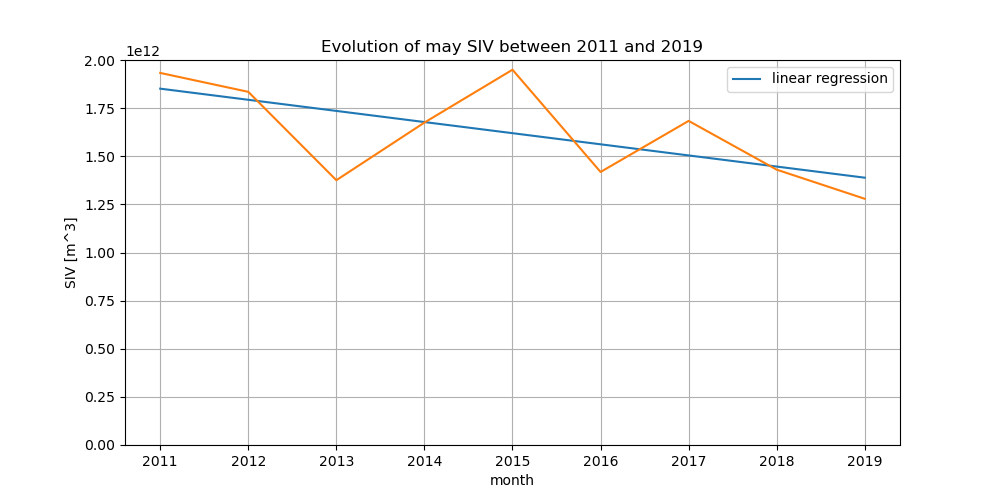 Evolution of may SIV between 2011 and 2019
1e12
linear regression
2.00
1.75
1.50
1.25
1.00
0.75
0.50
0.25
0.00
SIV [m^3]
2011 2012 2013 2014 2015 2016 2017 2018 2019
month